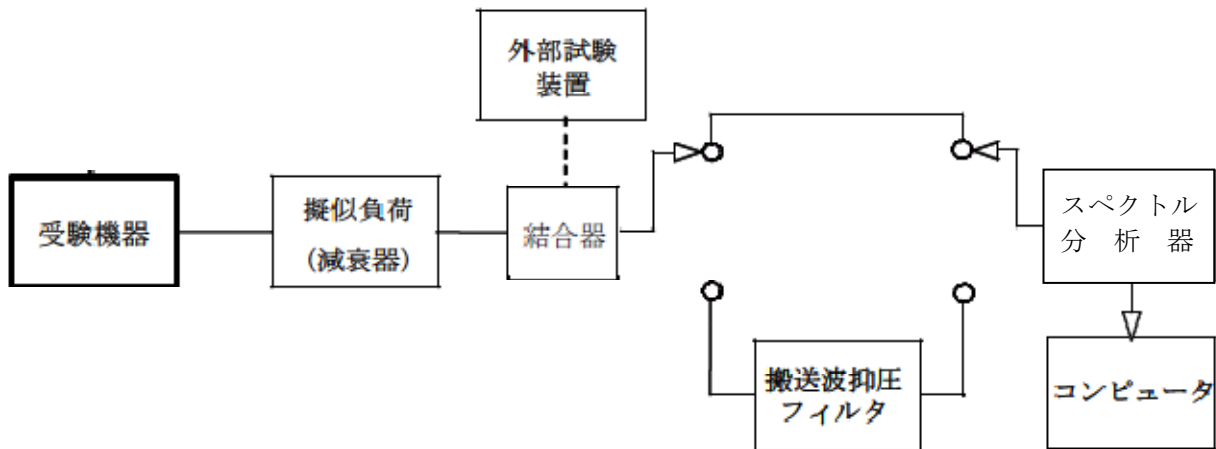 外部試験
装置
受験機器
擬似負荷
(減衰器)
結合器
スペクトル
分 析 器
搬送波抑圧
フィルタ
コンピュータ